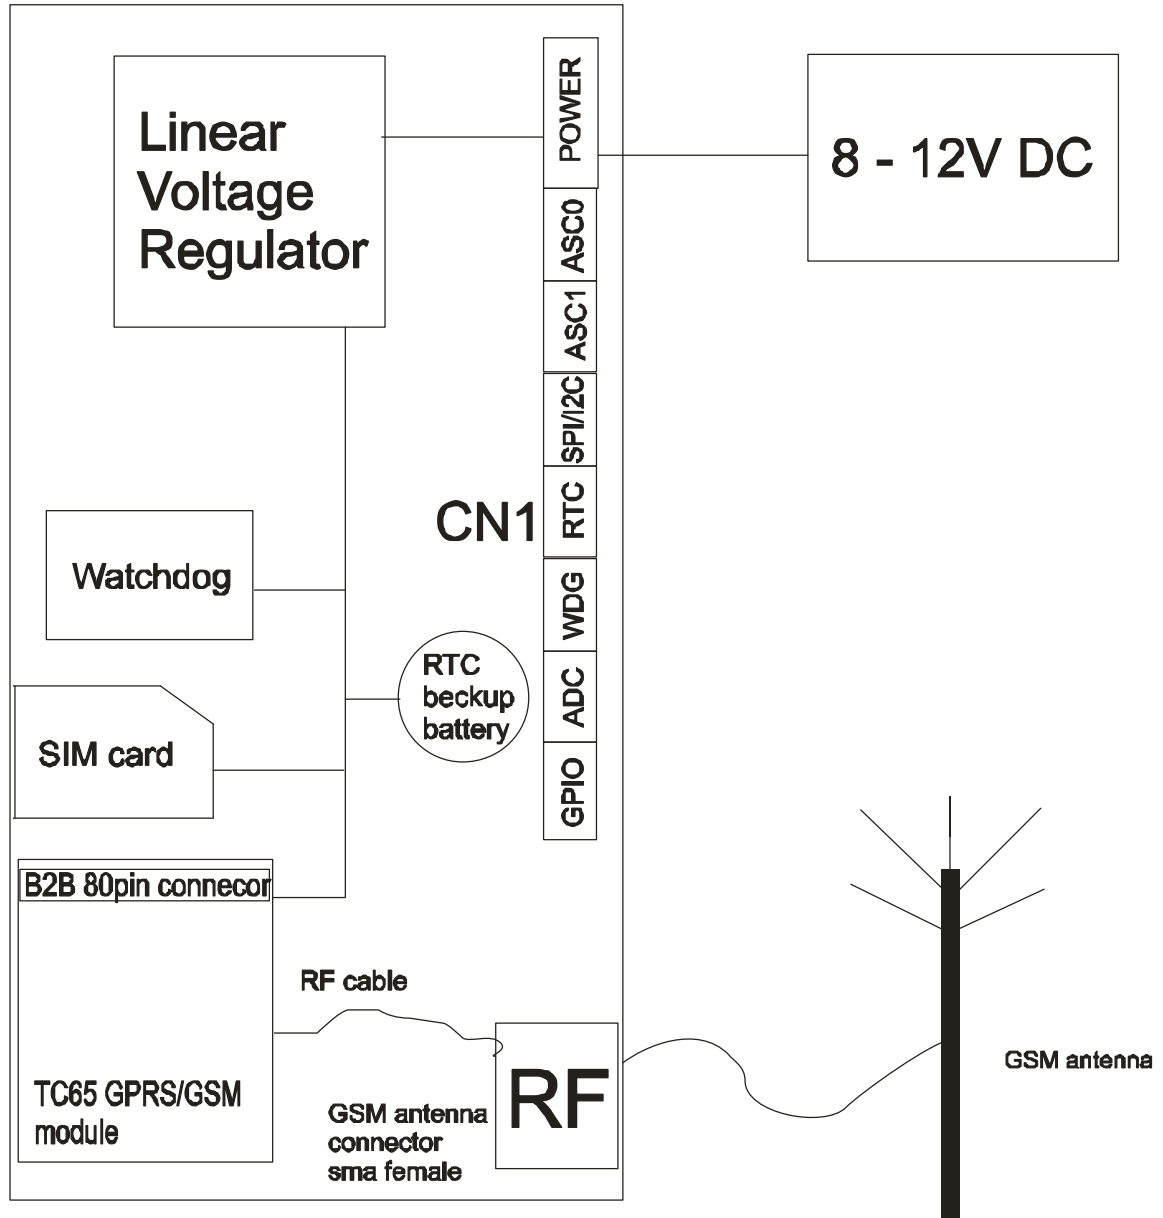 Linear
Voltage
Regulator
POWER
8 - 12V DC
ASC0
ASC1
SPI/I2C
CN1
RTC
WDG
ADC
GPIO
Watchdog
RTC
beckup
battery
SIM card
B2B 80pin connecor
RF cable
TC65 GPRS/GSM
module
GSM antenna
connector
sma female
RF
GSM antenna